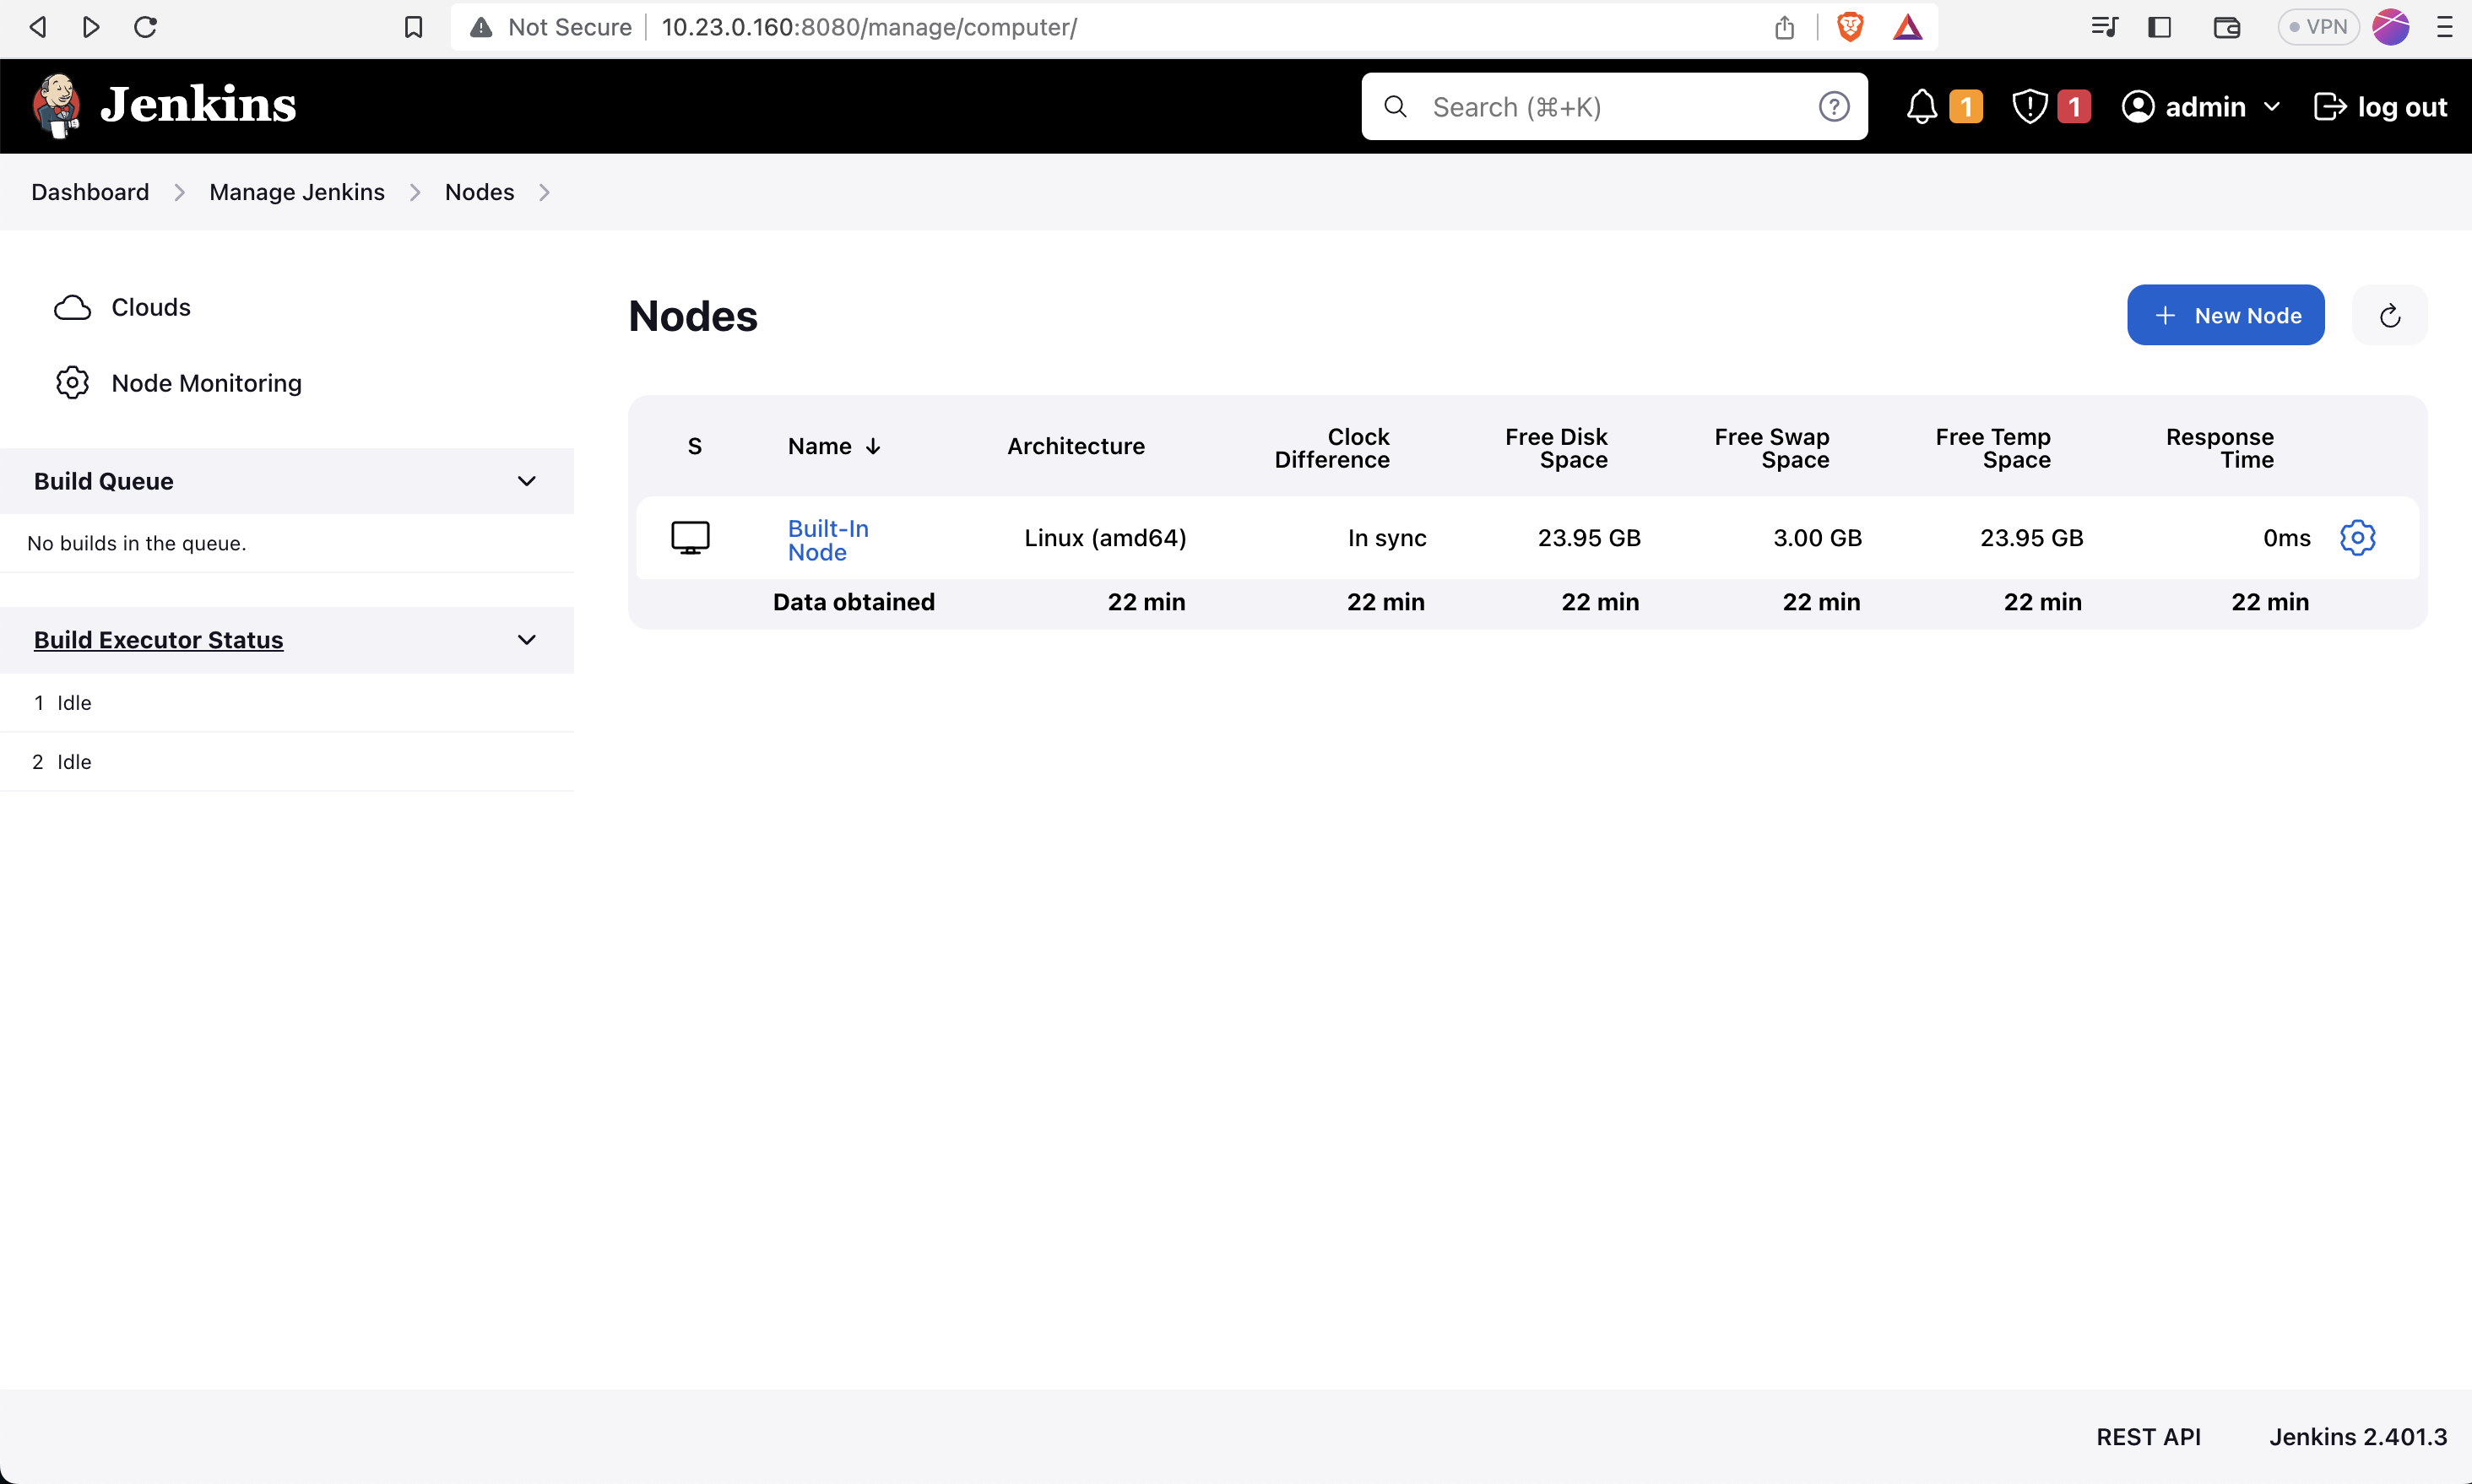 Not Secure 10.23.0.160:8080/manage/computer/ VPN
Jenkins Search (⌘+K) 1 1 admin log out
Dashboard Manage Jenkins Nodes
Clouds
Node Monitoring
Build Queue
No builds in the queue.
Build Executor Status
1 Idle
2 Idle
Nodes
+ New Node
S Name ↓ Architecture Clock Difference Free Disk Space Free Swap Space Free Temp Space Response Time
Built-In
Node
Linux (amd64) In sync 23.95 GB 3.00 GB 23.95 GB 0ms
Data obtained 22 min 22 min 22 min 22 min 22 min 22 min
REST API Jenkins 2.401.3